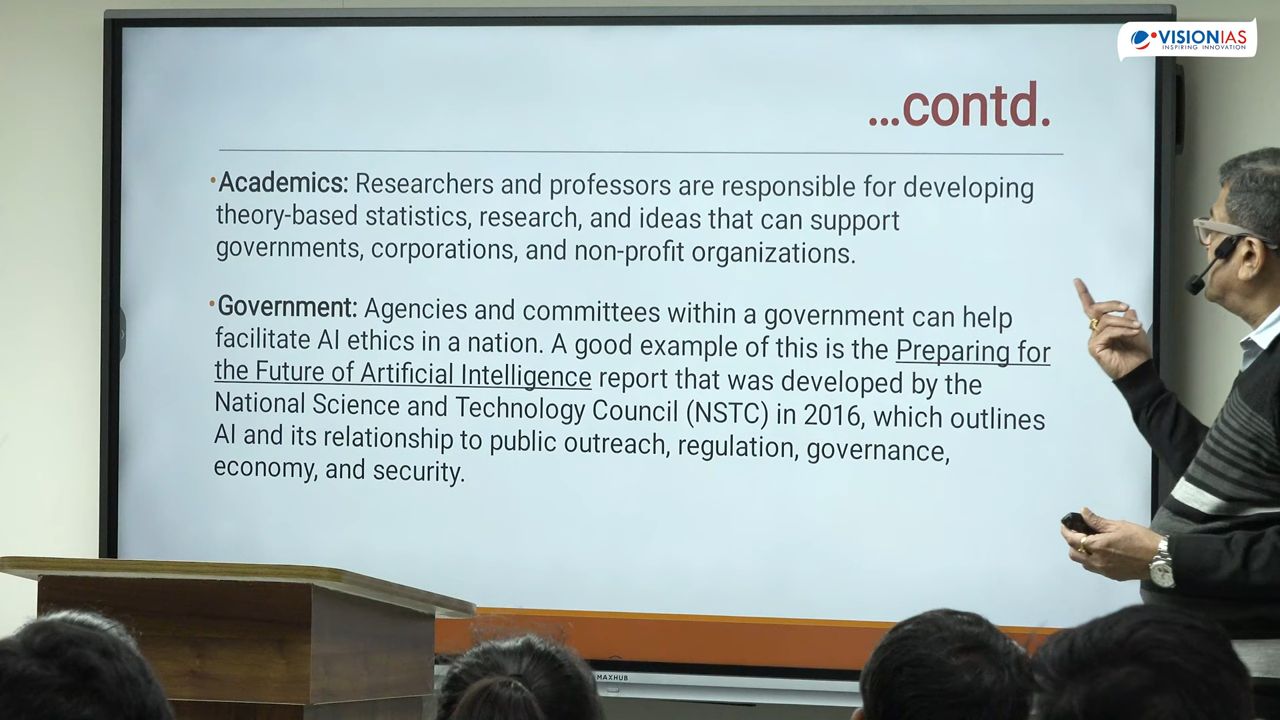 VISIONIAS
INSPIRING INNOVATION
...contd.
•Academics: Researchers and professors are responsible for developing
theory-based statistics, research, and ideas that can support
governments, corporations, and non-profit organizations.
•Government: Agencies and committees within a government can help
facilitate AI ethics in a nation. A good example of this is the Preparing for
the Future of Artificial Intelligence report that was developed by the
National Science and Technology Council (NSTC) in 2016, which outlines
AI and its relationship to public outreach, regulation, governance,
economy, and security.
MAXHUB